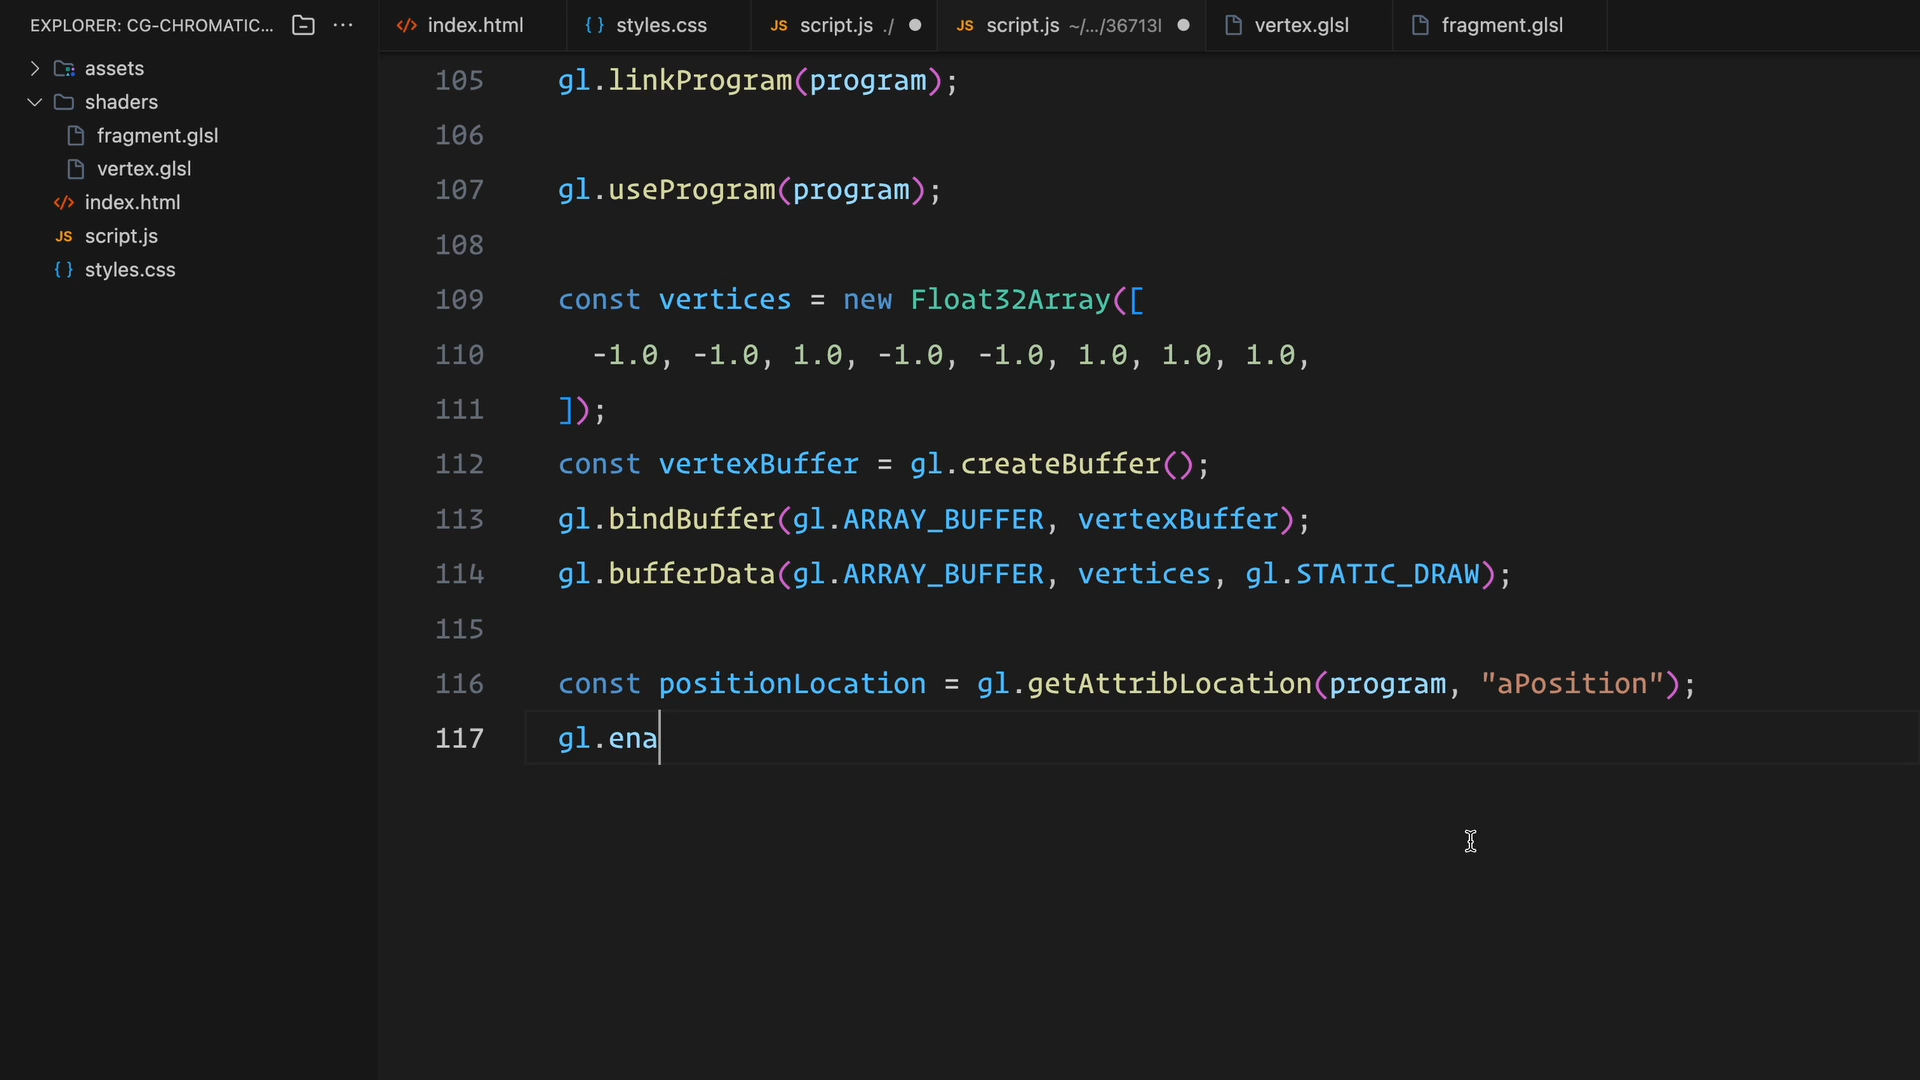 EXPLORER: CG-CHROMATIC...
assets
shaders
fragment.glsl
vertex.glsl
index.html
JS script.js
{ } styles.css
</> index.html
{ } styles.css
JS script.js ./
JS script.js ~/.../36713l
vertex.glsl
fragment.glsl
105 gl.linkProgram(program);
106
107 gl.useProgram(program);
108
109 const vertices = new Float32Array([
110 -1.0, -1.0, 1.0, -1.0, -1.0, 1.0, 1.0, 1.0,
111 ]);
112 const vertexBuffer = gl.createBuffer();
113 gl.bindBuffer(gl.ARRAY_BUFFER, vertexBuffer);
114 gl.bufferData(gl.ARRAY_BUFFER, vertices, gl.STATIC_DRAW);
115
116 const positionLocation = gl.getAttribLocation(program, "aPosition");
117 gl.ena